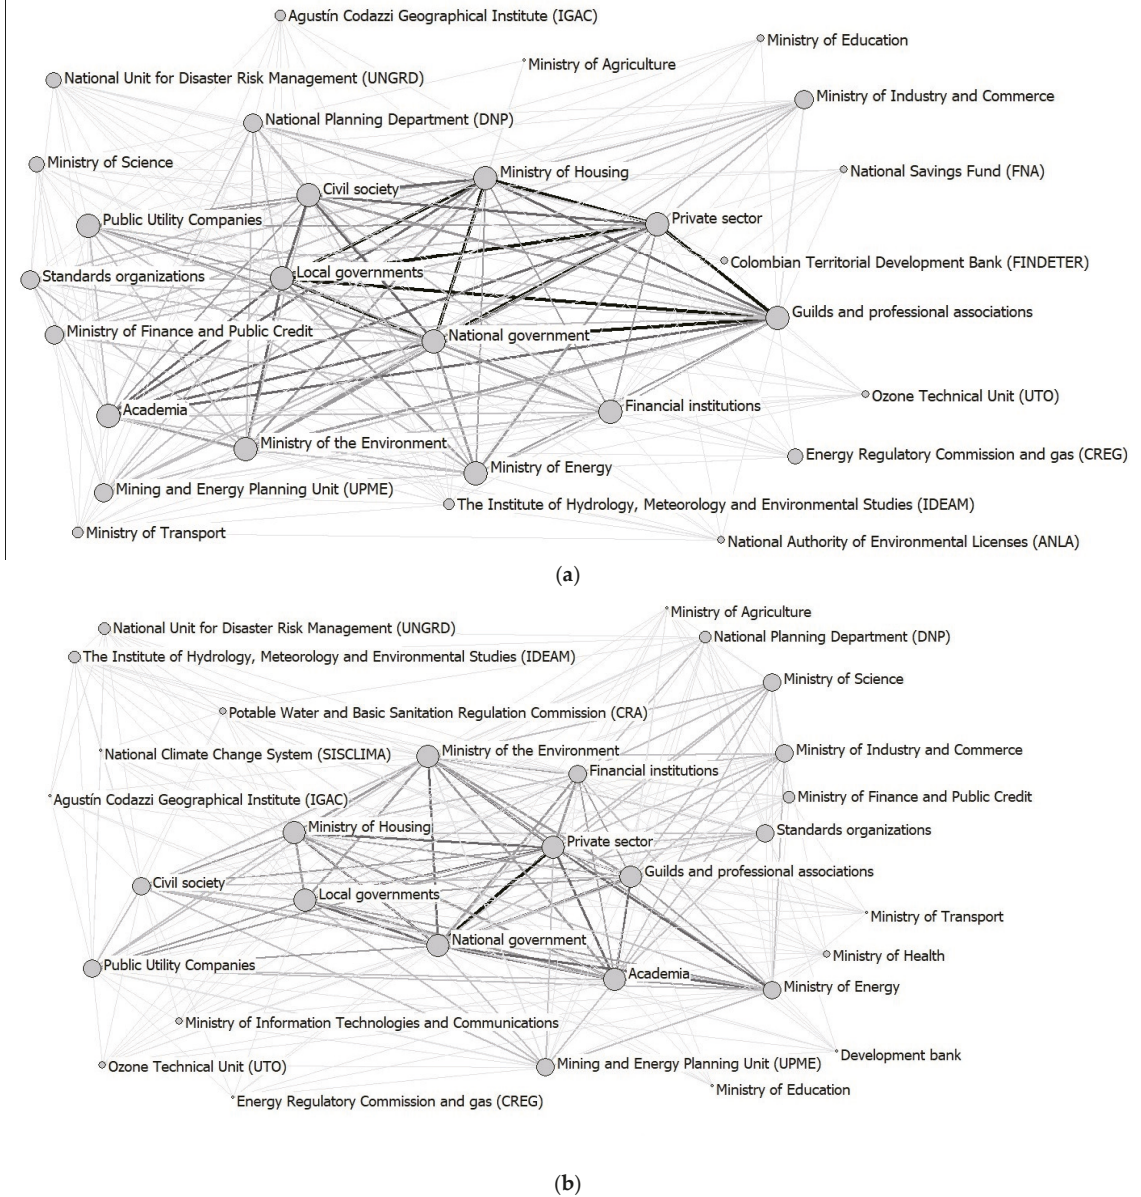 Agustín Codazzi Geographical Institute (IGAC)
Ministry of Education
Ministry of Agriculture
National Unit for Disaster Risk Management (UNGRD)
Ministry of Industry and Commerce
National Planning Department (DNP)
Ministry of Science
Ministry of Housing
National Savings Fund (FNA)
Civil society
Public Utility Companies
Private sector
Colombian Territorial Development Bank (FINDETER)
Local governments
Standards organizations
Guilds and professional associations
Ministry of Finance and Public Credit
National government
Ozone Technical Unit (UTO)
Academia
Financial institutions
Ministry of the Environment
Energy Regulatory Commission and gas (CREG)
Ministry of Energy
Mining and Energy Planning Unit (UPME)
The Institute of Hydrology, Meteorology and Environmental Studies (IDEAM)
Ministry of Transport
National Authority of Environmental Licenses (ANLA)
(a)
Ministry of Agriculture
National Unit for Disaster Risk Management (UNGRD)
National Planning Department (DNP)
The Institute of Hydrology, Meteorology and Environmental Studies (IDEAM)
Ministry of Science
Potable Water and Basic Sanitation Regulation Commission (CRA)
National Climate Change System (SISCLIMA)
Ministry of the Environment
Ministry of Industry and Commerce
Financial institutions
Agustín Codazzi Geographical Institute (IGAC)
Ministry of Finance and Public Credit
Ministry of Housing
Standards organizations
Private sector
Guilds and professional associations
Civil society
Local governments
Ministry of Transport
National government
Ministry of Health
Public Utility Companies
Academia
Ministry of Energy
Ministry of Information Technologies and Communications
Development bank
Ozone Technical Unit (UTO)
Mining and Energy Planning Unit (UPME)
Ministry of Education
Energy Regulatory Commission and gas (CREG)
(b)